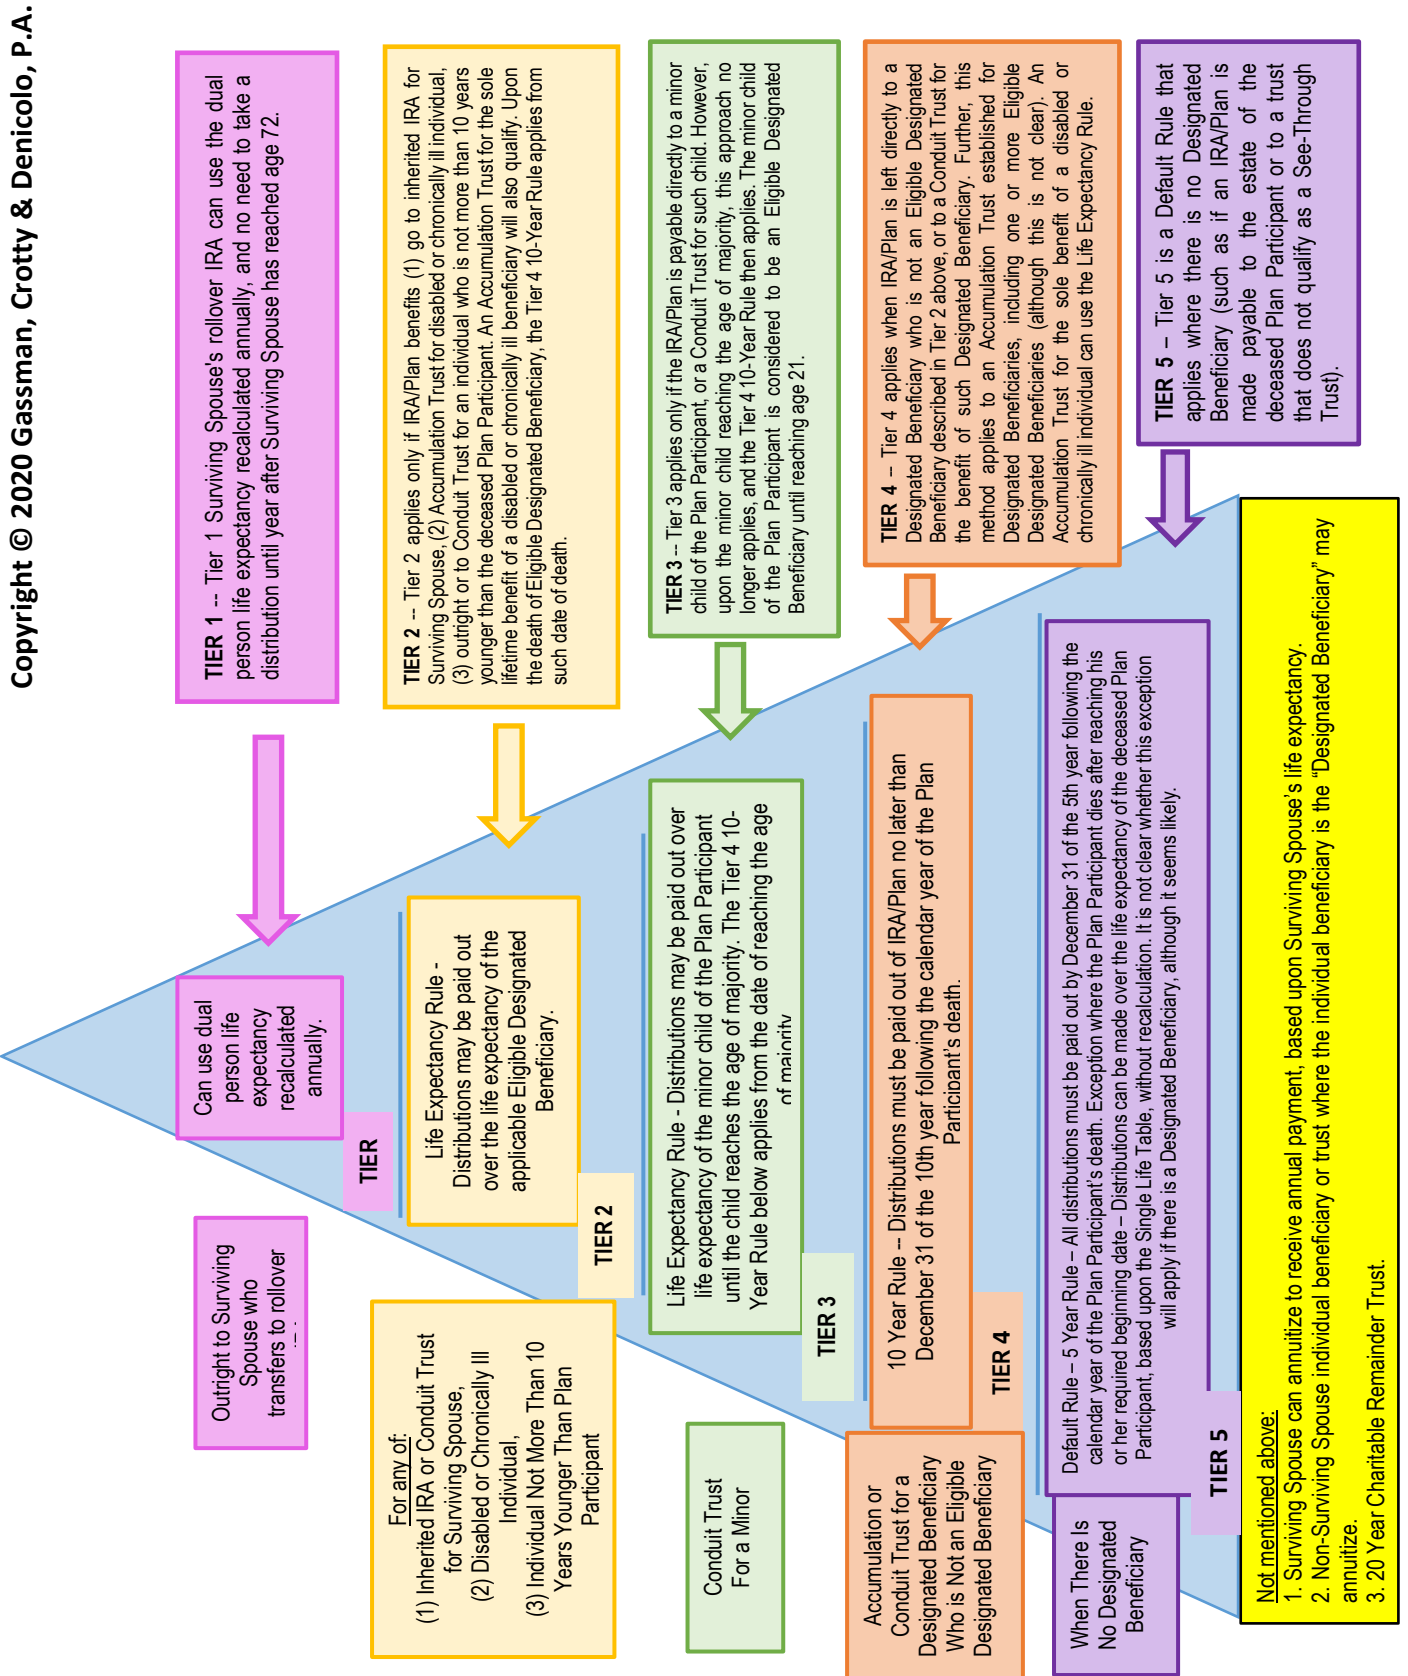 Copyright © 2020 Gassman, Crotty & Denicolo, P.A.
Outright to Surviving
Spouse who
transfers to rollover
TIER
Can use dual
person life
expectancy
recalculated
annually.
TIER 1 -- Tier 1 Surviving Spouse's rollover IRA can use the dual
person life expectancy recalculated annually, and no need to take a
distribution until year after Surviving Spouse has reached age 72.
For any of:
(1) Inherited IRA or Conduit Trust
for Surviving Spouse,
(2) Disabled or Chronically Ill
Individual,
(3) Individual Not More Than 10
Years Younger Than Plan
Participant
TIER 2
Life Expectancy Rule -
Distributions may be paid out
over the life expectancy of the
applicable Eligible Designated
Beneficiary.
TIER 2 -- Tier 2 applies only if IRA/Plan benefits (1) go to inherited IRA for
Surviving Spouse, (2) Accumulation Trust for disabled or chronically ill individual,
(3) outright or to Conduit Trust for an individual who is not more than 10 years
younger than the deceased Plan Participant. An Accumulation Trust for the sole
lifetime benefit of a disabled or chronically ill beneficiary will also qualify. Upon
the death of Eligible Designated Beneficiary, the Tier 4 10-Year Rule applies from
such date of death.
Conduit Trust
For a Minor
TIER 3
Life Expectancy Rule - Distributions may be paid out over
life expectancy of the minor child of the Plan Participant
until the child reaches the age of majority. The Tier 4 10-
Year Rule below applies from the date of reaching the age
of majority
TIER 3 -- Tier 3 applies only if the IRA/Plan is payable directly to a minor
child of the Plan Participant, or a Conduit Trust for such child. However,
upon the minor child reaching the age of majority, this approach no
longer applies, and the Tier 4 10-Year Rule then applies. The minor child
of the Plan Participant is considered to be an Eligible Designated
Beneficiary until reaching age 21.
Accumulation or
Conduit Trust for a
Designated Beneficiary
Who is Not an Eligible
Designated Beneficiary
TIER 4
10 Year Rule -- Distributions must be paid out of IRA/Plan no later than
December 31 of the 10th year following the calendar year of the Plan
Participant's death.
TIER 4 -- Tier 4 applies when IRA/Plan is left directly to a
Designated Beneficiary who is not an Eligible Designated
Beneficiary described in Tier 2 above, or to a Conduit Trust for
the benefit of such Designated Beneficiary. Further, this
method applies to an Accumulation Trust established for
Designated Beneficiaries, including one or more Eligible
Designated Beneficiaries (although this is not clear). An
Accumulation Trust for the sole benefit of a disabled or
chronically ill individual can use the Life Expectancy Rule.
When There Is
No Designated
Beneficiary
TIER 5
Default Rule - 5 Year Rule – All distributions must be paid out by December 31 of the 5th year following the
calendar year of the Plan Participant's death. Exception where the Plan Participant dies after reaching his
or her required beginning date – Distributions can be made over the life expectancy of the deceased Plan
Participant, based upon the Single Life Table, without recalculation. It is not clear whether this exception
will apply if there is a Designated Beneficiary, although it seems likely.
TIER 5 – Tier 5 is a Default Rule that
applies where there is no Designated
Beneficiary (such as if an IRA/Plan is
made payable to the estate of the
deceased Plan Participant or to a trust
that does not qualify as a See-Through
Trust).
Not mentioned above:
1. Surviving Spouse can annuitize to receive annual payment, based upon Surviving Spouse's life expectancy.
2. Non-Surviving Spouse individual beneficiary or trust where the individual beneficiary is the “Designated Beneficiary” may
annuitize.
3. 20 Year Charitable Remainder Trust.